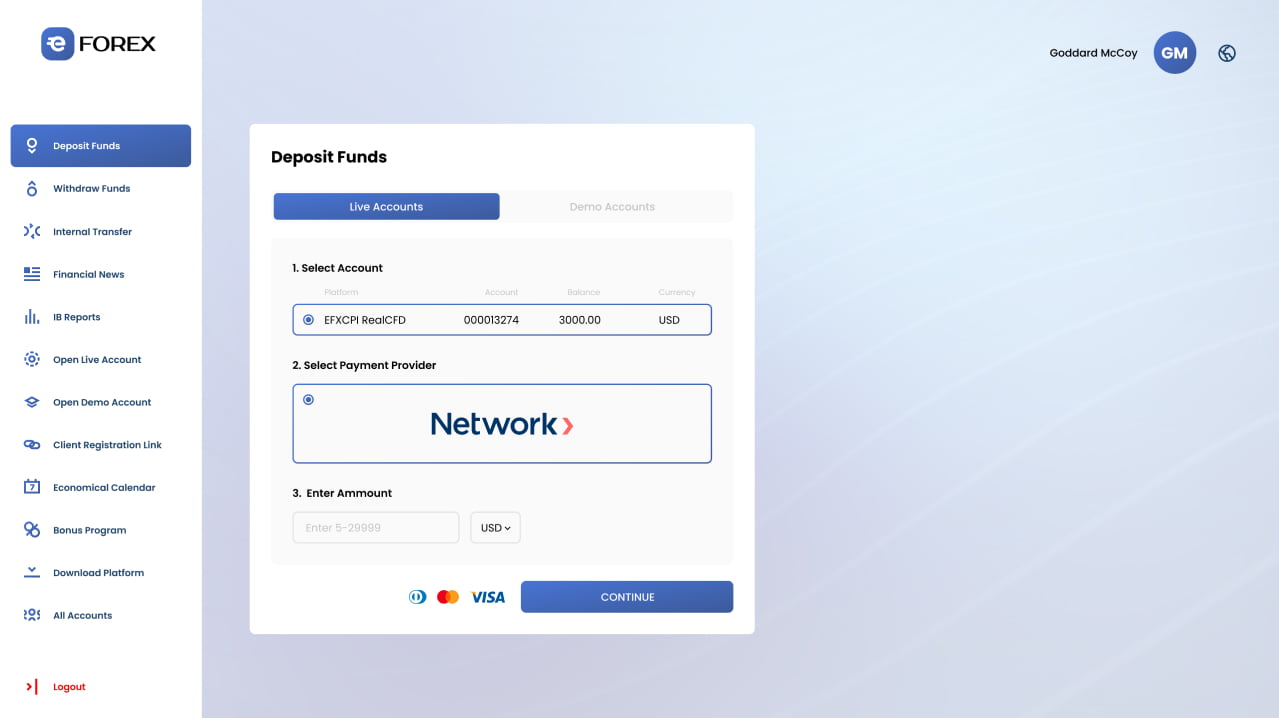 e FOREX
Goddard McCoy GM
Deposit Funds
Withdraw Funds
Internal Transfer
Financial News
IB Reports
Open Live Account
Open Demo Account
Client Registration Link
7 Economical Calendar
Bonus Program
Download Platform
All Accounts
Logout
Deposit Funds
Live Accounts Demo Accounts
1. Select Account
Platform Account Balance Currency
EFXCPI RealCFD 000013274 3000.00 USD
2. Select Payment Provider
Network
3. Enter Ammount
Enter 5-29999 USD
VISA CONTINUE